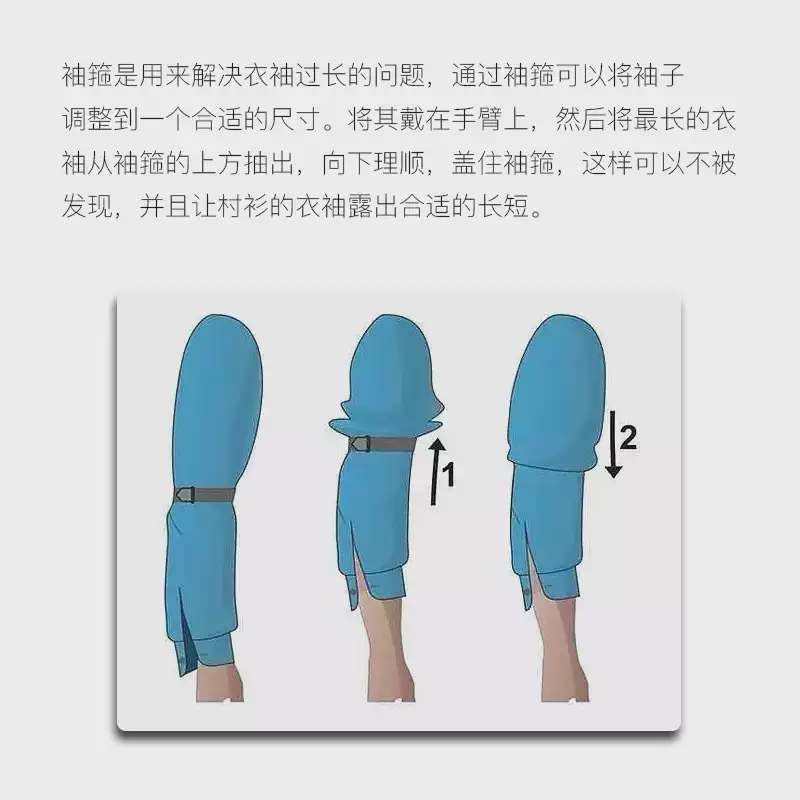 袖箍是用来解决衣袖过长的问题，通过袖箍可以将袖子
调整到一个合适的尺寸。将其戴在手臂上，然后将最长的衣
袖从袖箍的上方抽出，向下理顺，盖住袖箍，这样可以不被
发现，并且让村衫的衣袖露出合适的长短。
1
2